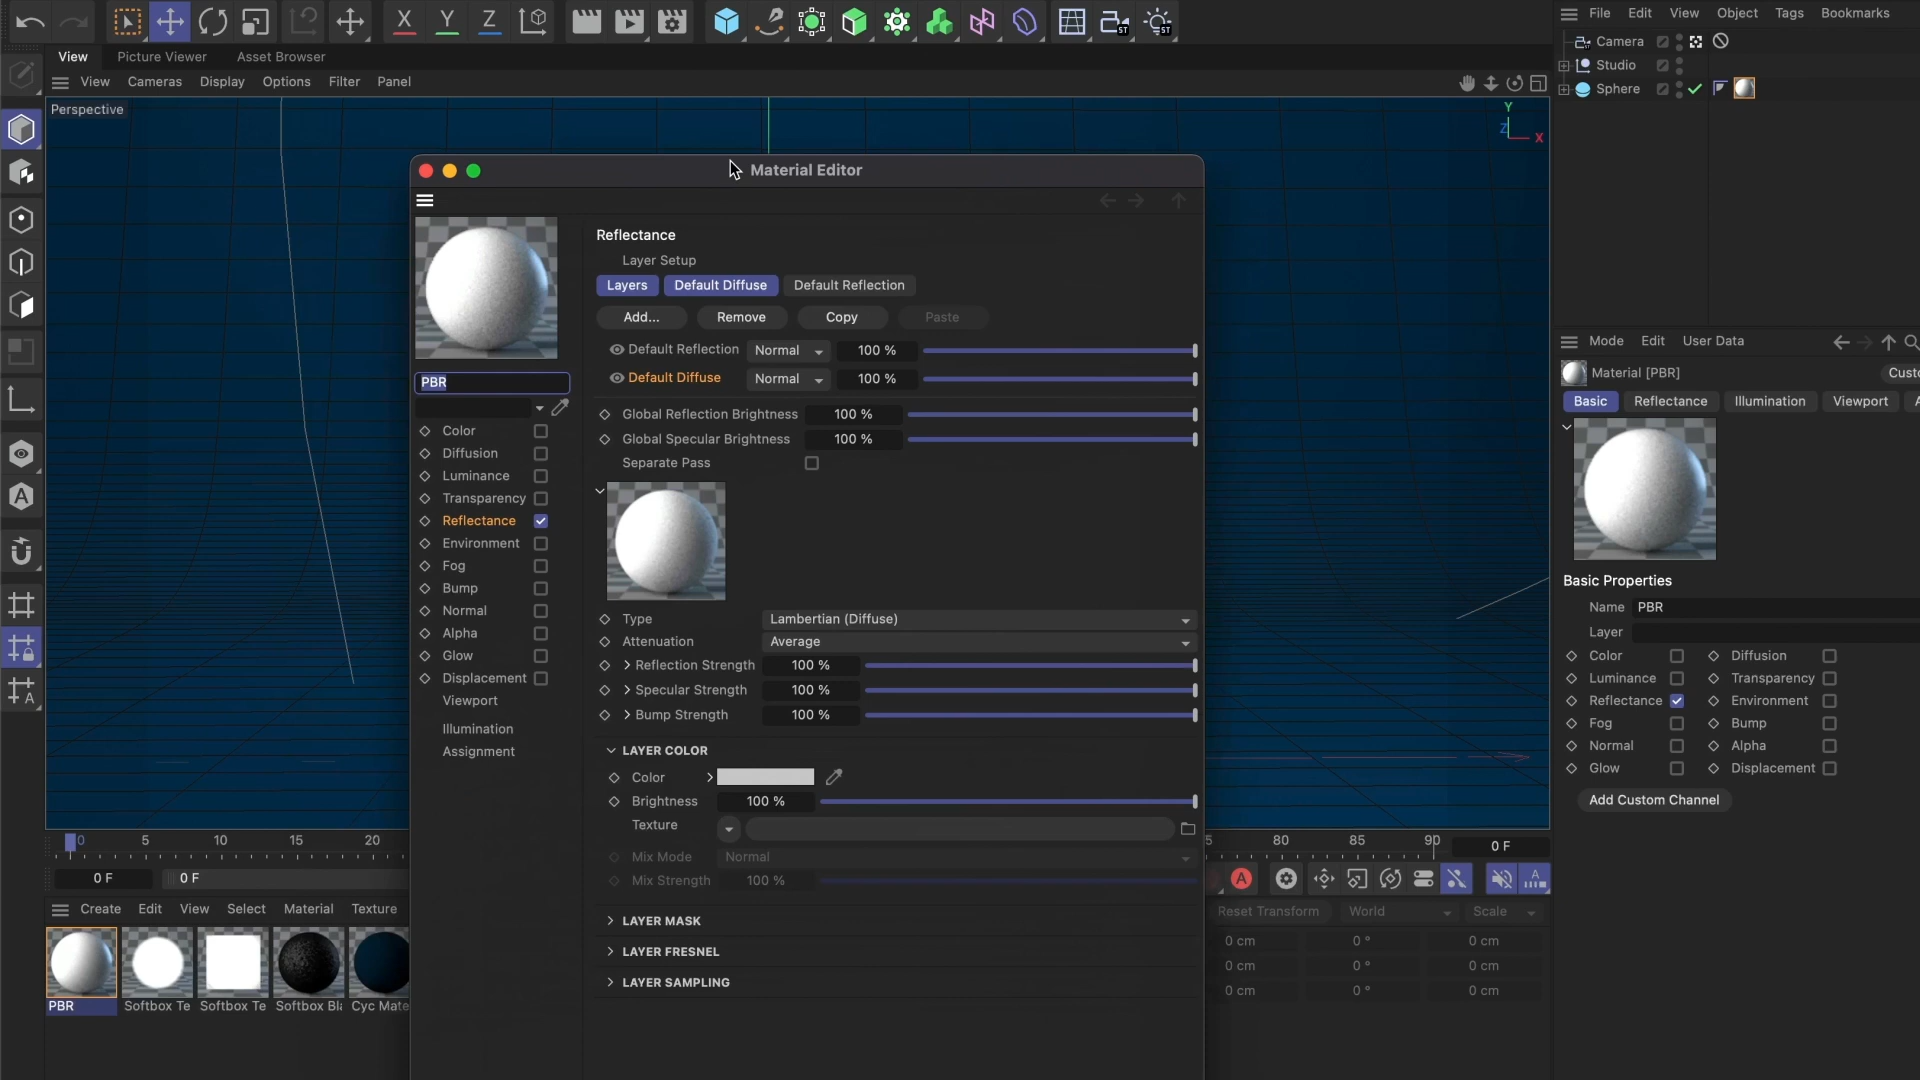 X Y Z ST ST
File Edit View Object Tags Bookmarks
View Picture Viewer Asset Browser
View Cameras Display Options Filter Panel
Perspective
Y
Z
X
Camera
Studio
Sphere
Material Editor
Reflectance
Layer Setup
Layers Default Diffuse Default Reflection
Add... Remove Copy Paste
Default Reflection Normal 100 %
Default Diffuse Normal 100 %
PBR
Global Reflection Brightness 100 %
Global Specular Brightness 100 %
Separate Pass
Color
Diffusion
Luminance
Transparency
Reflectance
Environment
Fog
Bump
Normal
Alpha
Glow
Displacement
Viewport
Illumination
Assignment
Type Lambertian (Diffuse)
Attenuation Average
Reflection Strength 100 %
Specular Strength 100 %
Bump Strength 100 %
LAYER COLOR
Color
Brightness 100 %
Texture
Mix Mode Normal
Mix Strength 100 %
LAYER MASK
LAYER FRESNEL
LAYER SAMPLING
Mode Edit User Data
Material [PBR] Custo
Basic Reflectance Illumination Viewport A
Basic Properties
Name PBR
Layer
Color Diffusion
Luminance Transparency
Reflectance Environment
Fog Bump
Normal Alpha
Glow Displacement
Add Custom Channel
0 5 10 15 20 5 80 85 90 0 F
0 F 0 F
Create Edit View Select Material Texture
PBR Softbox Te Softbox Te Softbox Bla Cyc Mate
Reset Transform World Scale
0 cm 0 ° 0 cm
0 cm 0 ° 0 cm
0 cm 0 ° 0 cm